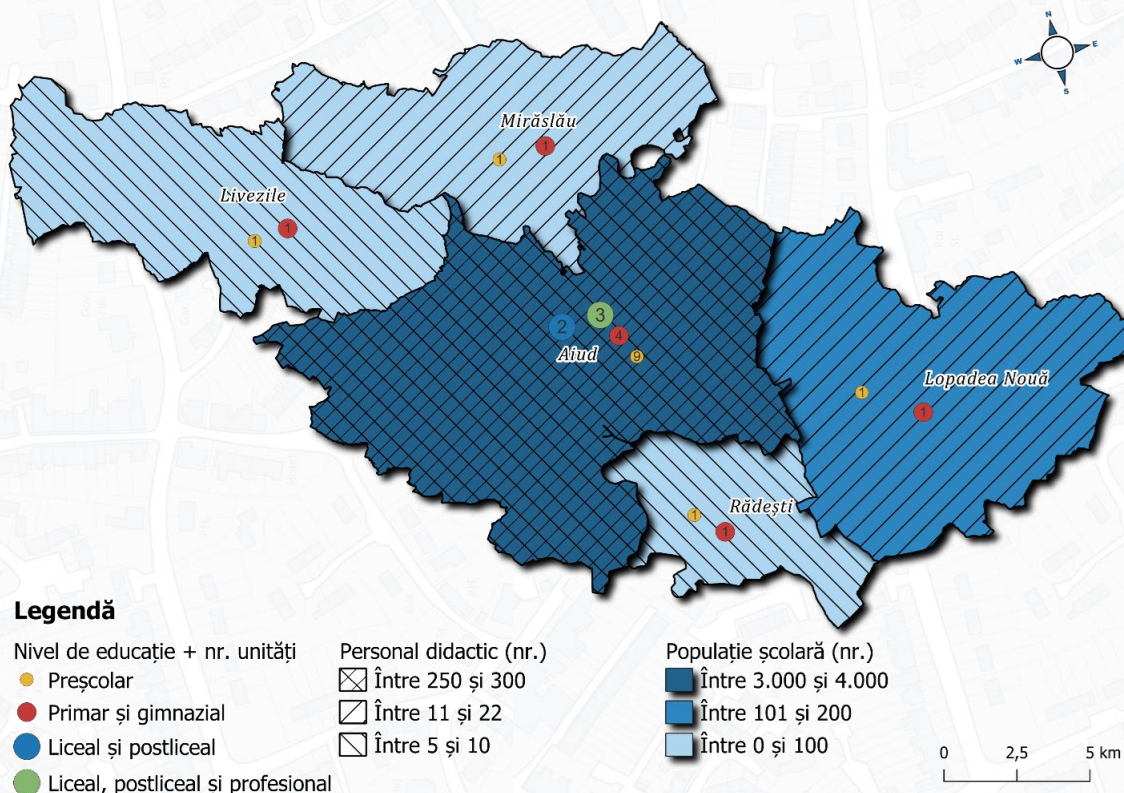 N
W
E
S
Mirăslău
1
1
Livezile
1
1
3
2
4
Aiud
9
Lopadea Nouă
1
1
Rădești
1
1
Legendă
Nivel de educație + nr. unități
Preșcolar
Primar și gimnazial
Liceal și postliceal
Liceal, postliceal si profesional
Personal didactic (nr.)
Între 250 și 300
Între 11 și 22
Între 5 și 10
Populație școlară (nr.)
Între 3.000 și 4.000
Între 101 și 200
Între 0 și 100
0 2,5 5 km